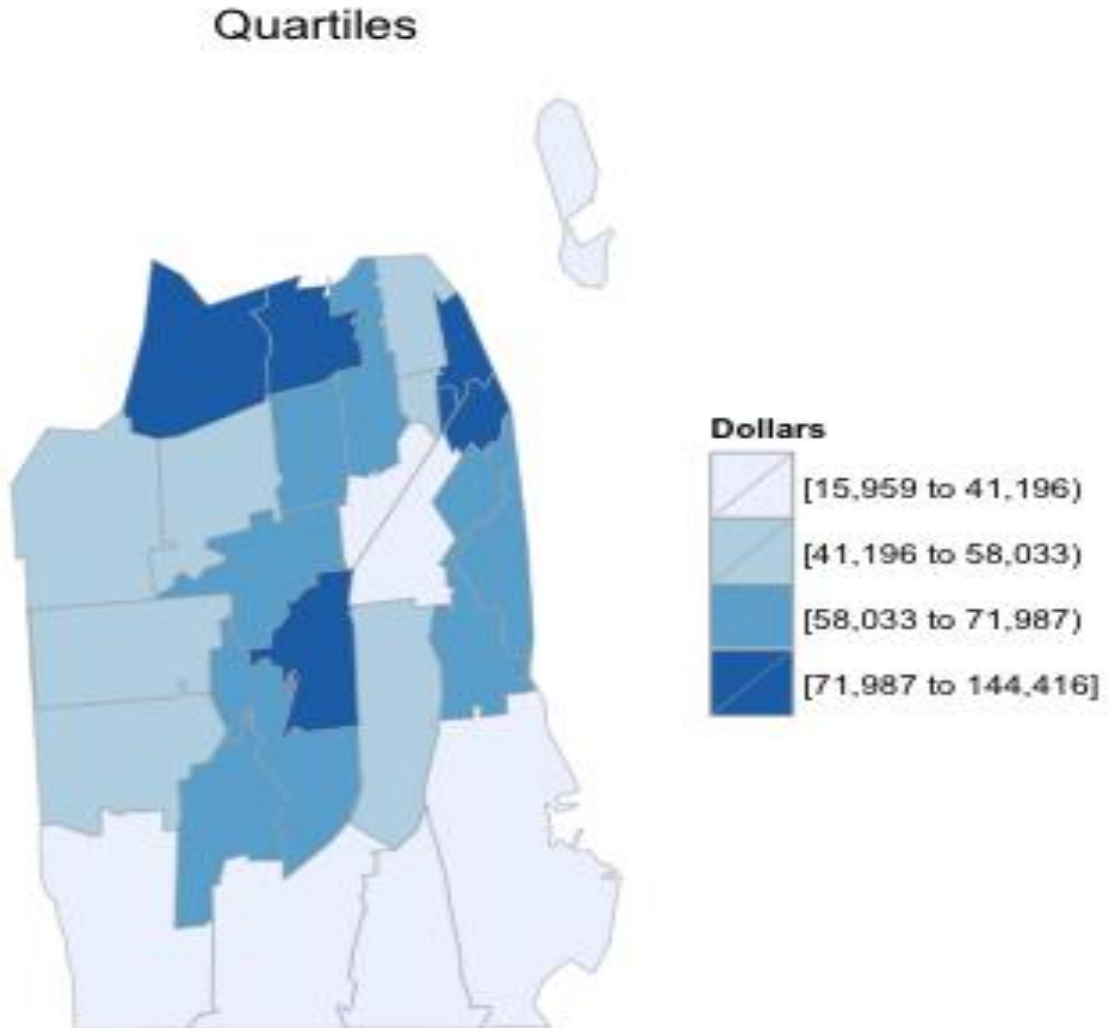 Quartiles
Dollars
[15,959 to 41,196)
[41,196 to 58,033)
[58,033 to 71,987)
[71,987 to 144,416]